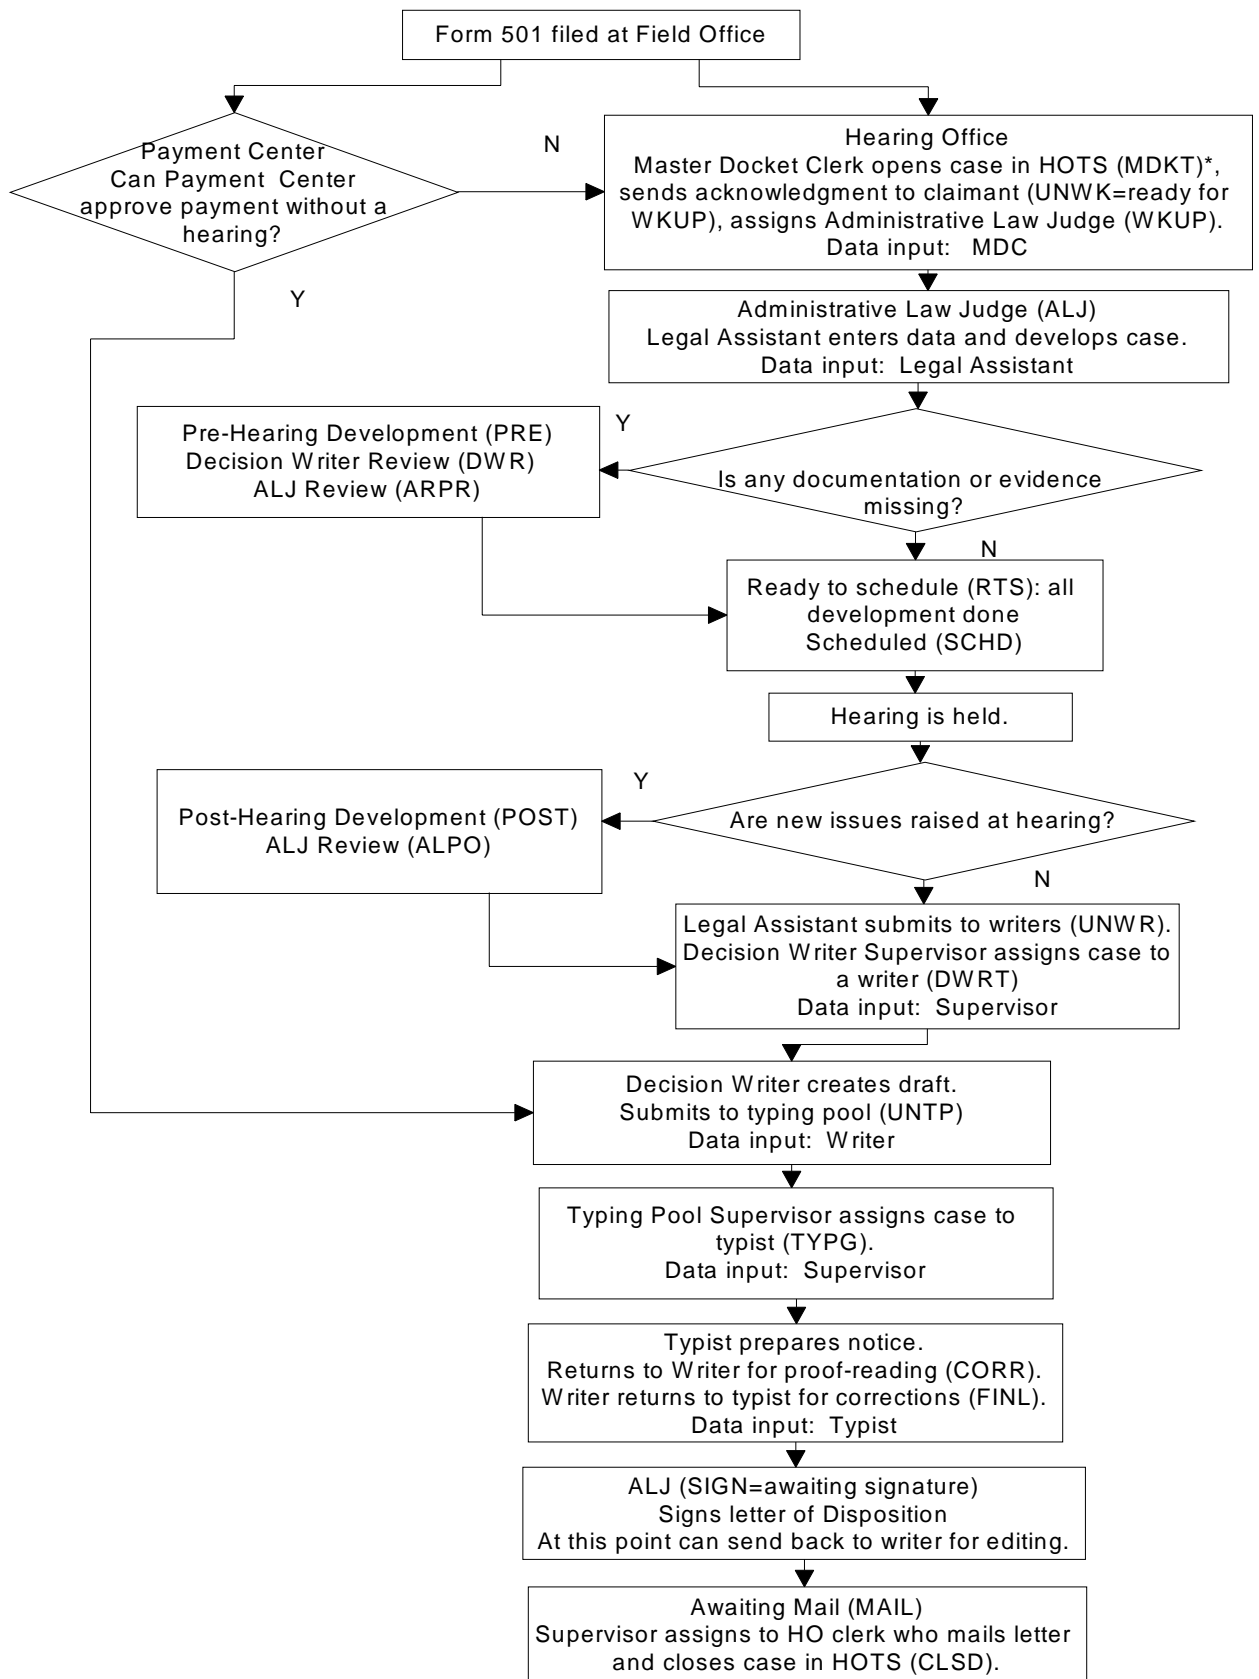 Form 501 filed at Field Office
Payment Center
Can Payment Center
approve payment without a
hearing?
N
Hearing Office
Master Docket Clerk opens case in HOTS (MDKT)*,
sends acknowledgment to claimant (UNWK=ready for
WKUP), assigns Administrative Law Judge (WKUP).
Data input: MDC
Y
Administrative Law Judge (ALJ)
Legal Assistant enters data and develops case.
Data input: Legal Assistant
Y
Pre-Hearing Development (PRE)
Decision Writer Review (DWR)
ALJ Review (ARPR)
Is any documentation or evidence
missing?
N
Ready to schedule (RTS): all
development done
Scheduled (SCHD)
Hearing is held.
Y
Post-Hearing Development (POST)
ALJ Review (ALPO)
Are new issues raised at hearing?
N
Legal Assistant submits to writers (UNWR).
Decision Writer Supervisor assigns case to
a writer (DWRT)
Data input: Supervisor
Decision Writer creates draft.
Submits to typing pool (UNTP)
Data input: Writer
Typing Pool Supervisor assigns case to
typist (TYPG).
Data input: Supervisor
Typist prepares notice.
Returns to Writer for proof-reading (CORR).
Writer returns to typist for corrections (FINL).
Data input: Typist
ALJ (SIGN=awaiting signature)
Signs letter of Disposition
At this point can send back to writer for editing.
Awaiting Mail (MAIL)
Supervisor assigns to HO clerk who mails letter
and closes case in HOTS (CLSD).